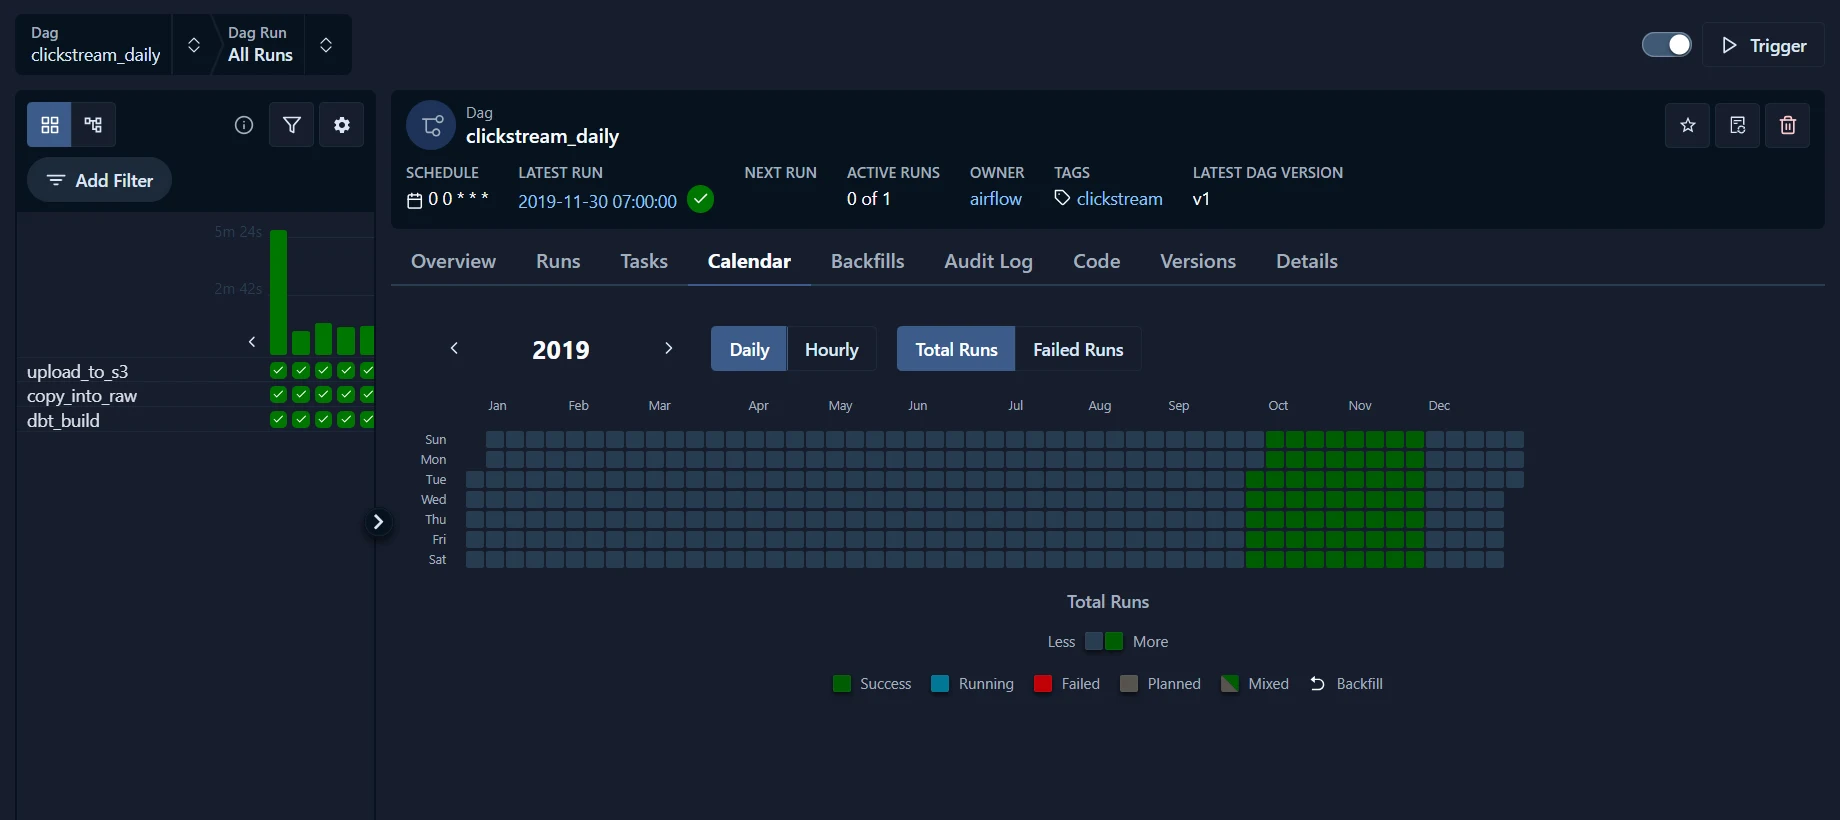 Dag
clickstream_daily
Dag Run
All Runs
Trigger
Add Filter
5m 24s
2m 42s
upload_to_s3
copy_into_raw
dbt_build
Dag
clickstream_daily
SCHEDULE LATEST RUN NEXT RUN ACTIVE RUNS OWNER TAGS LATEST DAG VERSION
0 0 * * * 2019-11-30 07:00:00 0 of 1 airflow clickstream v1
Overview Runs Tasks Calendar Backfills Audit Log Code Versions Details
2019 Daily Hourly Total Runs Failed Runs
Jan Feb Mar Apr May Jun Jul Aug Sep Oct Nov Dec
Sun
Mon
Tue
Wed
Thu
Fri
Sat
Total Runs
Less More
Success Running Failed Planned Mixed Backfill